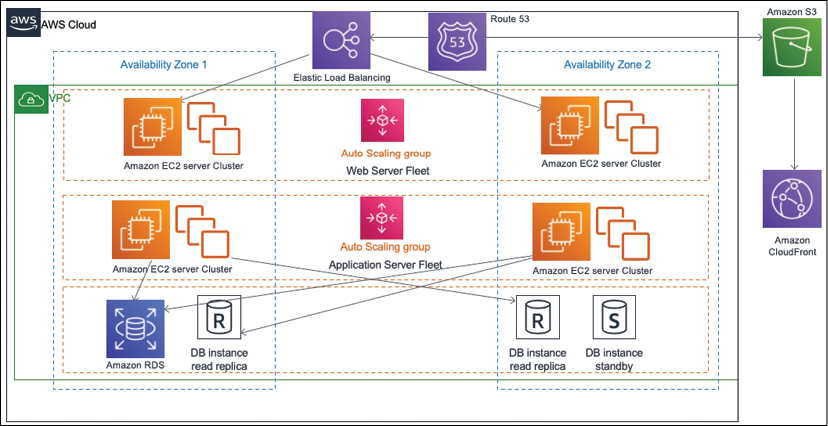 aws
AWS Cloud
Route 53
53
Amazon S3
Elastic Load Balancing
Availability Zone 1
Availability Zone 2
VPC
Amazon EC2 server Cluster
Auto Scaling group
Web Server Fleet
Amazon EC2 server Cluster
Amazon
CloudFront
Amazon EC2 server Cluster
Auto Scaling group
Application Server Fleet
Amazon EC2 server Cluster
Amazon RDS
R
DB instance
read replica
R
DB instance
read replica
S
DB instance
standby